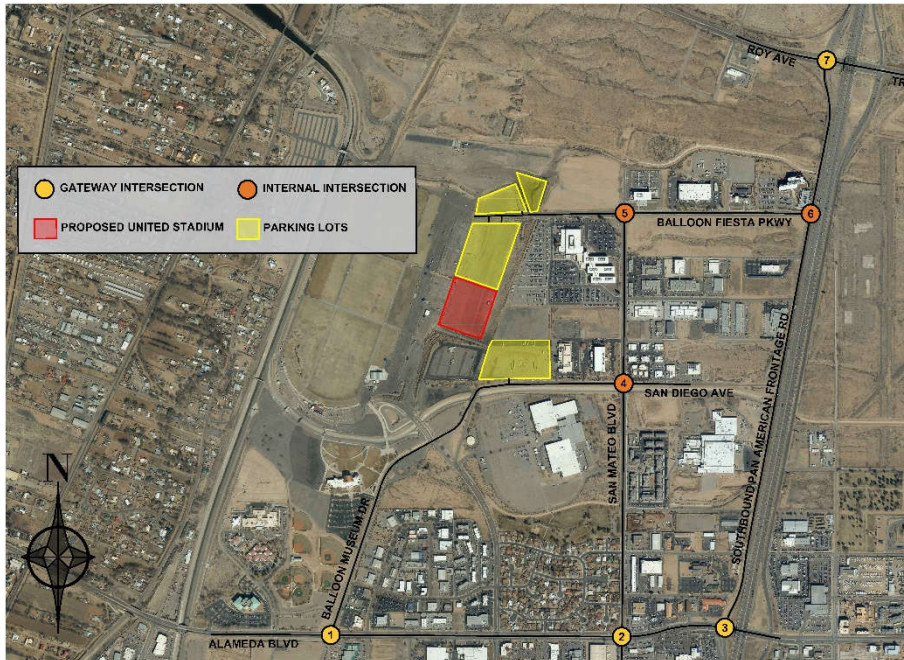 ROY AVE
7
TR
GATEWAY INTERSECTION
INTERNAL INTERSECTION
PROPOSED UNITED STADIUM
PARKING LOTS
5
6
BALLOON FIESTA PKWY
4
SAN DIEGO AVE
SAN MATEO BLVD
SOUTHBOUND PAN AMERICAN FRONTAGE RD
N
BALLOON MUSEUM DR
1
2
3
ALAMEDA BLVD